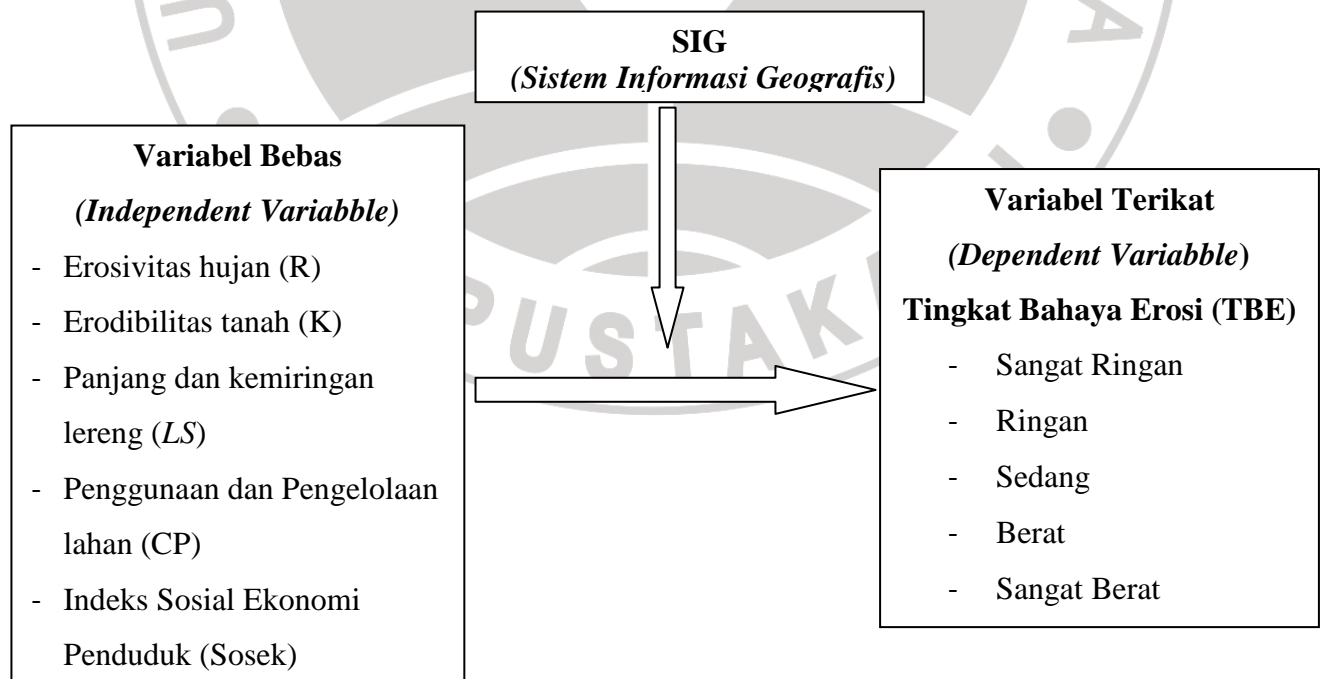 SIG
(Sistem Informasi Geografis)
Variabel Bebas
(Independent Variabble)
- Erosivitas hujan (R)
- Erodibilitas tanah (K)
- Panjang dan kemiringan
lereng (LS)
- Penggunaan dan Pengelolaan
lahan (CP)
- Indeks Sosial Ekonomi
Penduduk (Sosek)
Variabel Terikat
(Dependent Variabble)
Tingkat Bahaya Erosi (TBE)
- Sangat Ringan
- Ringan
- Sedang
- Berat
- Sangat Berat
PUSTAK